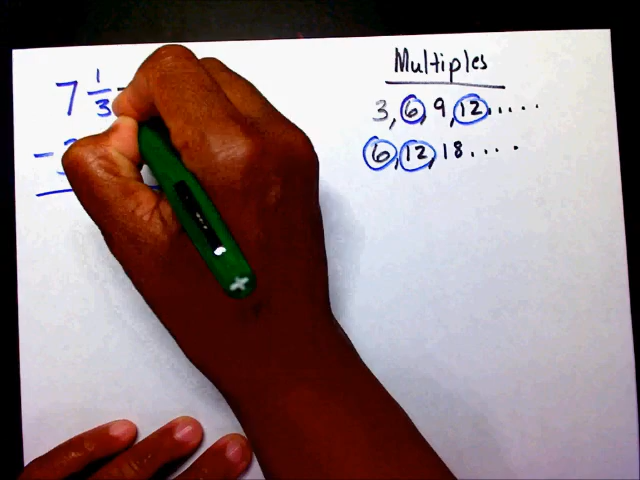 7 1/3
-
Multiples
3, 6, 9, 12.....
6, 12, 18....